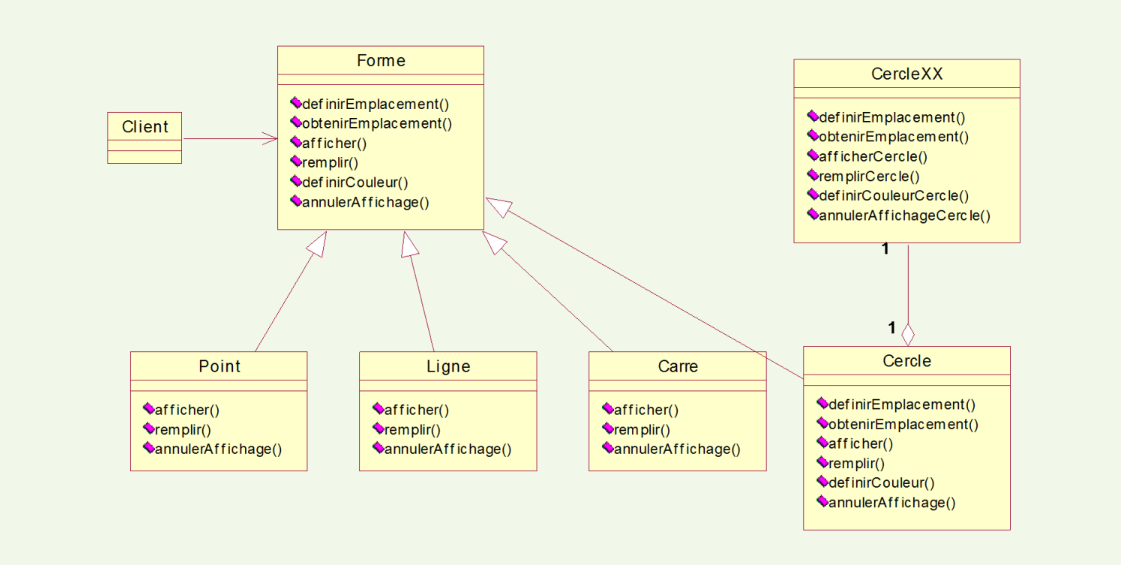 Forme
definirEmplacement()
obtenirEmplacement()
afficher()
remplir()
definirCouleur()
annulerAffichage()
CercleXX
definirEmplacement()
obtenirEmplacement()
afficherCercle()
remplirCercle()
definirCouleurCercle()
annulerAffichageCercle()
Client
1
1
Point
afficher()
remplir()
annulerAffichage()
Ligne
afficher()
remplir()
annulerAffichage()
Carre
afficher()
remplir()
annulerAffichage()
Cercle
definirEmplacement()
obtenirEmplacement()
afficher()
remplir()
definirCouleur()
annulerAffichage()